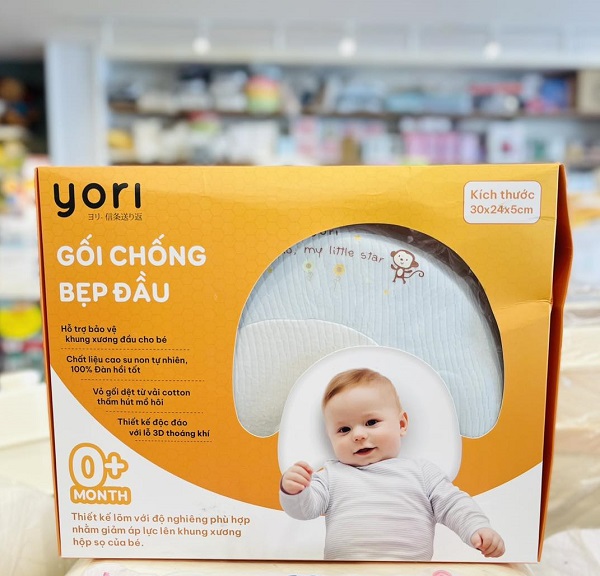 yori
ヨリ. 信条送り返
Kích thước
30x24x5cm
GỐI CHỐNG
BẸP ĐẦU
yori
my little star
Hỗ trợ bảo vệ
khung xương đầu cho bé
Chất liệu cao su non tự nhiên,
100% Đàn hồi tốt
Vỏ gối dệt từ vải cotton
thấm hút mồ hôi
Thiết kế độc đáo
với lỗ 3D thoáng khí
0+
MONTH
Thiết kế lõm với độ nghiêng phù hợp
nhằm giảm áp lực lên khung xương
hộp sọ của bé.